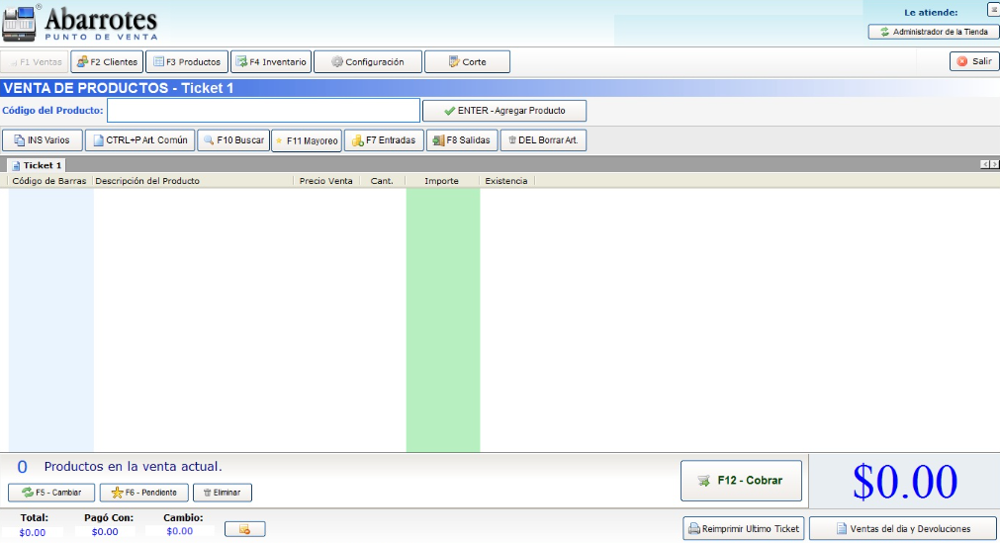 Abarrotes®
PUNTO DE VENTA
Le atiende:
Administrador de la Tienda
F1 Ventas F2 Clientes F3 Productos F4 Inventario Configuración Corte Salir
VENTA DE PRODUCTOS - Ticket 1
Código del Producto: ENTER - Agregar Producto
INS Varios CTRL+P Art. Común F10 Buscar F11 Mayoreo F7 Entradas F8 Salidas DEL Borrar Art.
Ticket 1
Código de Barras Descripción del Producto Precio Venta Cant. Importe Existencia
0 Productos en la venta actual.
F5 - Cambiar F6 - Pendiente Eliminar F12 - Cobrar $0.00
Total: Pagó Con: Cambio:
$0.00 $0.00 $0.00
Reimprimir Ultimo Ticket Ventas del dia y Devoluciones